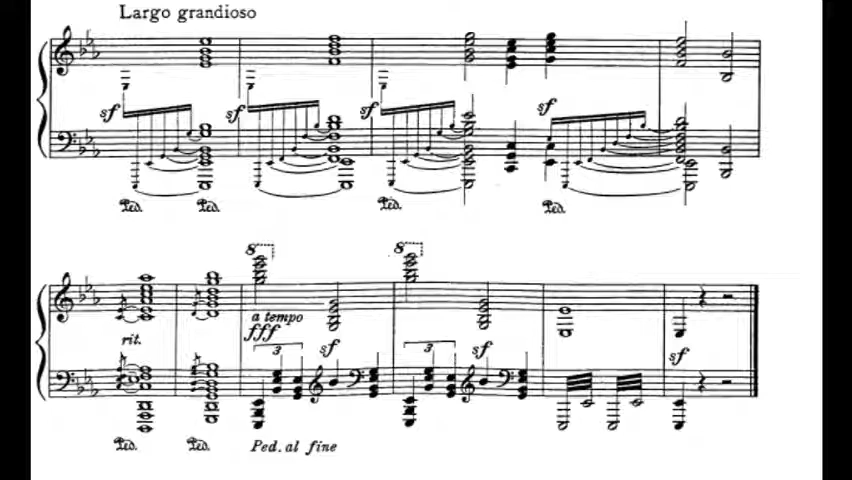 Largo grandioso
sf sf sf sf
Ped. Ped. Ped. Ped.
8 8
rit. a tempo
fff
3 sf 3 sf sf
Ped. Ped. Ped. al fine